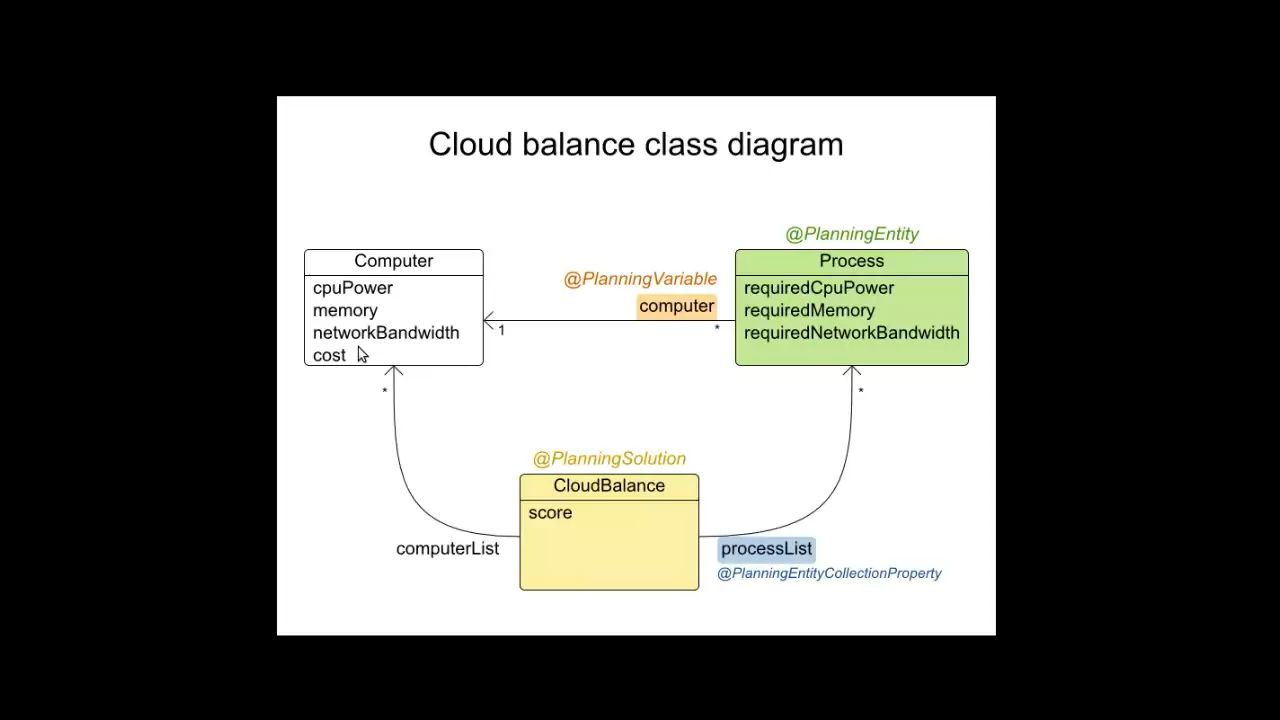 Cloud balance class diagram
@PlanningEntity
Computer
cpuPower
memory
networkBandwidth
cost
@PlanningVariable
computer
1
*
Process
requiredCpuPower
requiredMemory
requiredNetworkBandwidth
*
*
@PlanningSolution
CloudBalance
score
computerList
processList
@PlanningEntityCollectionProperty